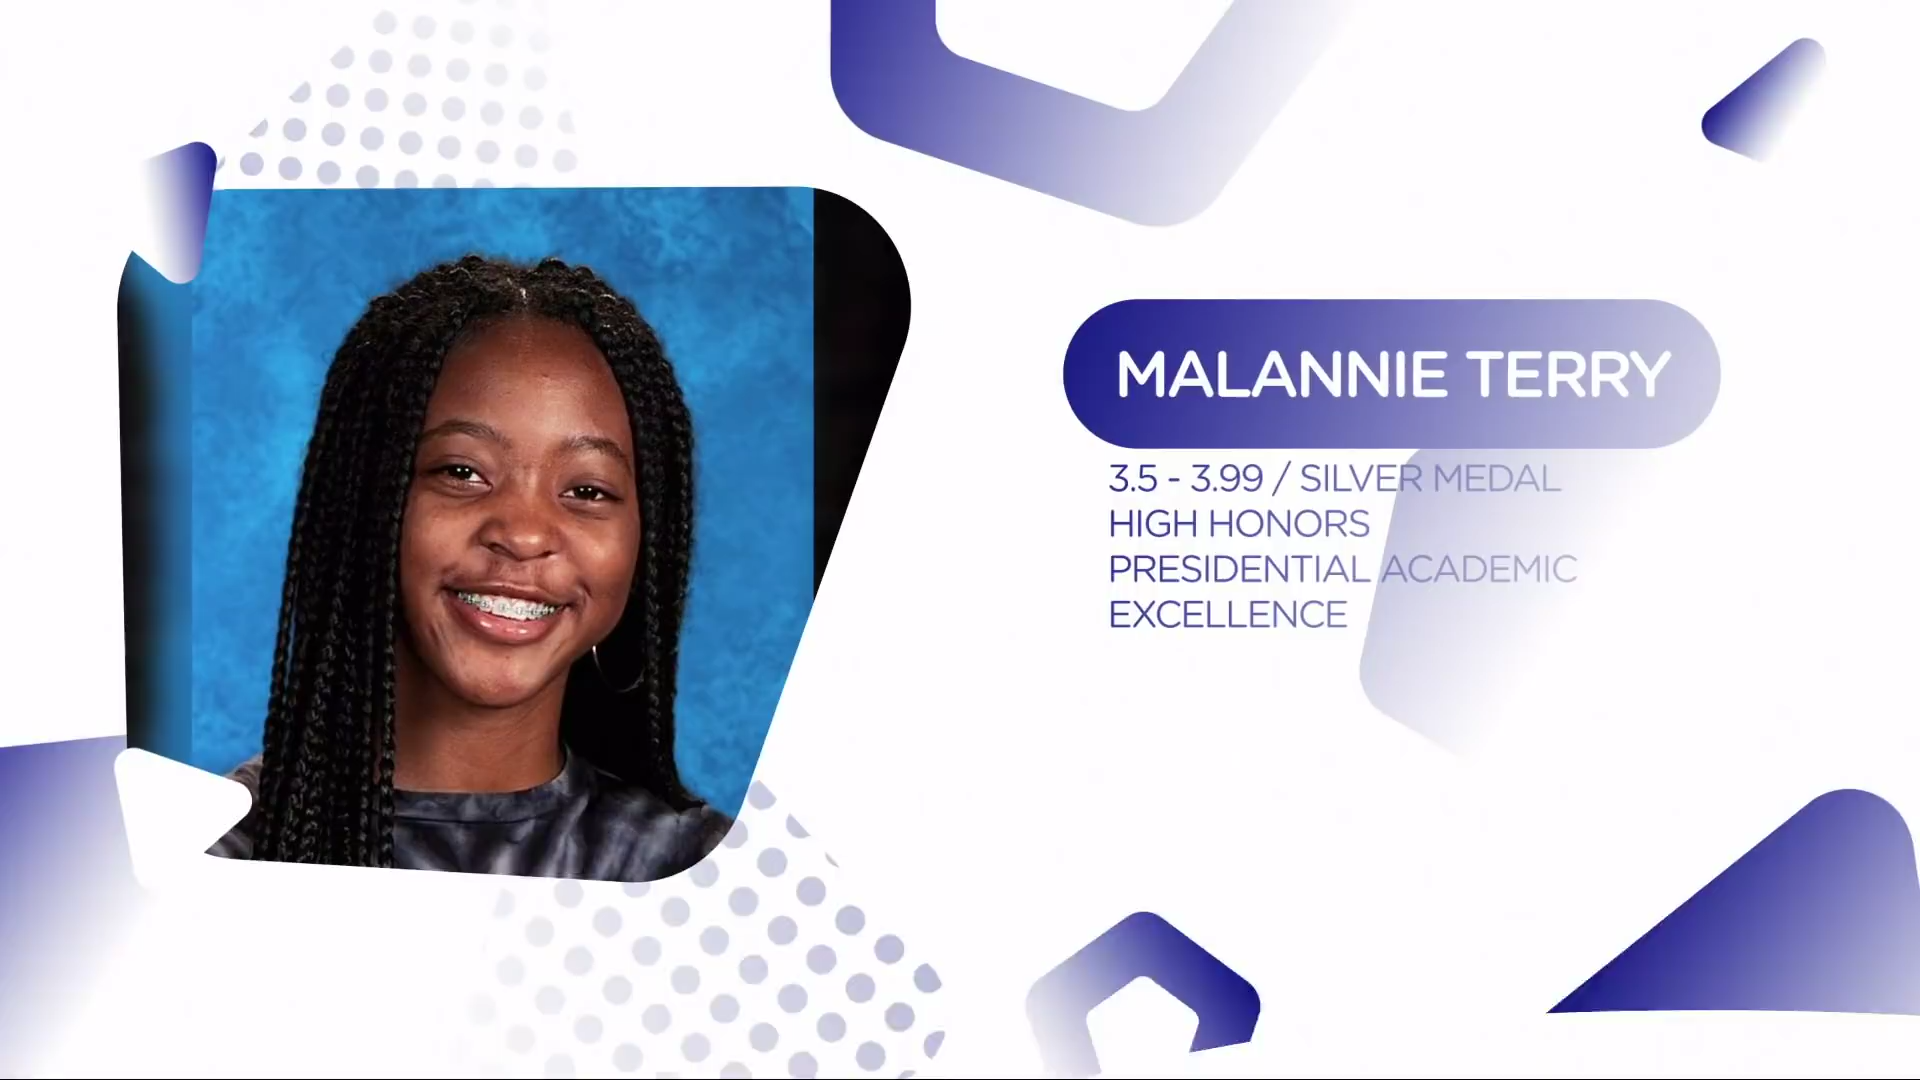 MALANNIE TERRY
3.5 - 3.99 / SILVER MEDAL
HIGH HONORS
PRESIDENTIAL ACADEMIC
EXCELLENCE